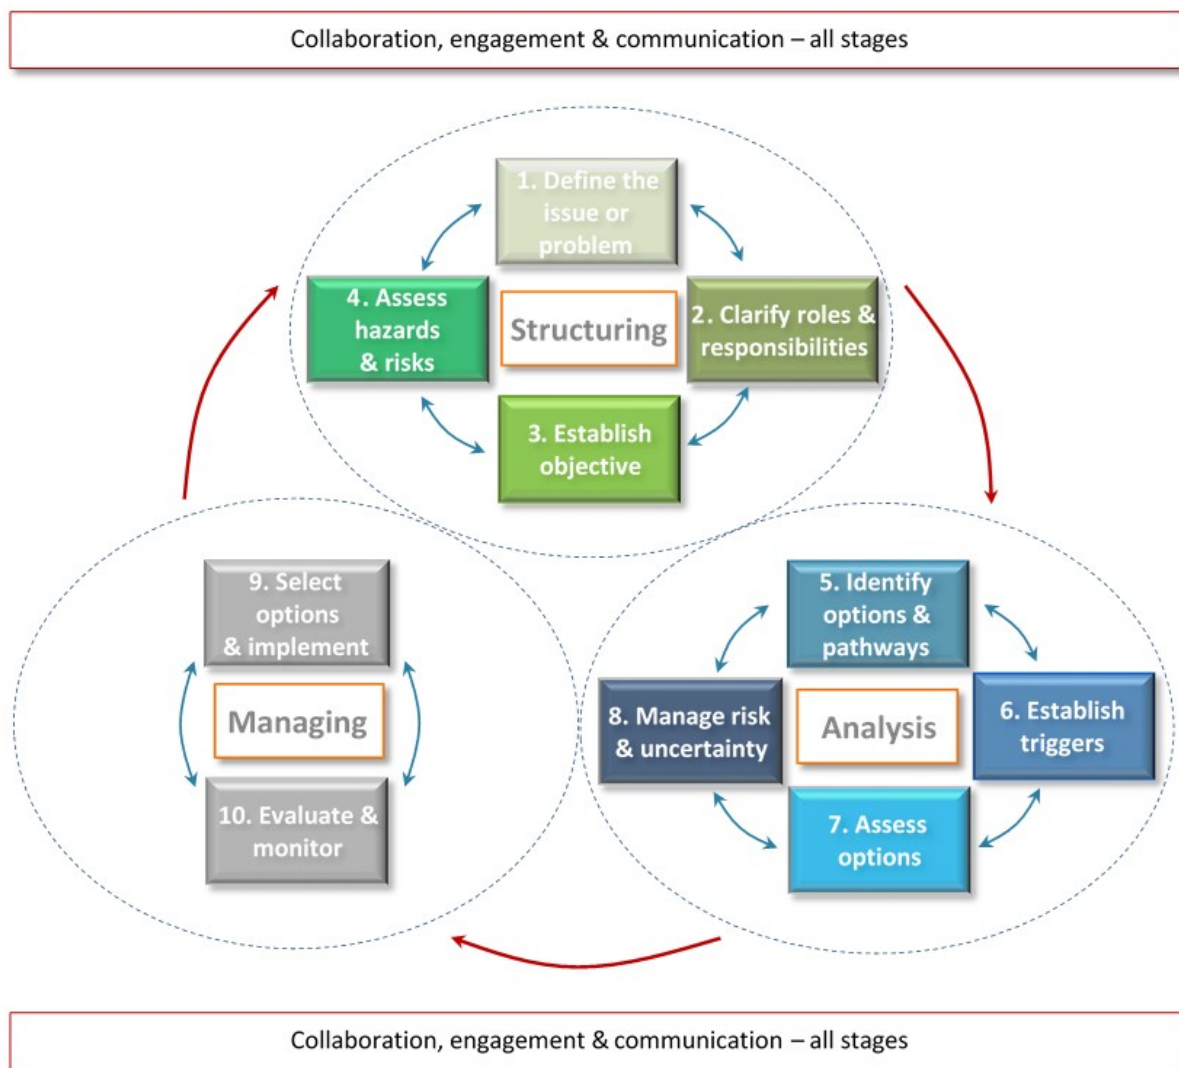 Collaboration, engagement & communication – all stages
1. Define the
issue or
problem
4. Assess
hazards
& risks
Structuring
2. Clarify roles &
responsibilities
3. Establish
objective
9. Select
options
& implement
Managing
10. Evaluate &
monitor
5. Identify
options &
pathways
8. Manage risk
& uncertainty
Analysis
6. Establish
triggers
7. Assess
options
Collaboration, engagement & communication – all stages